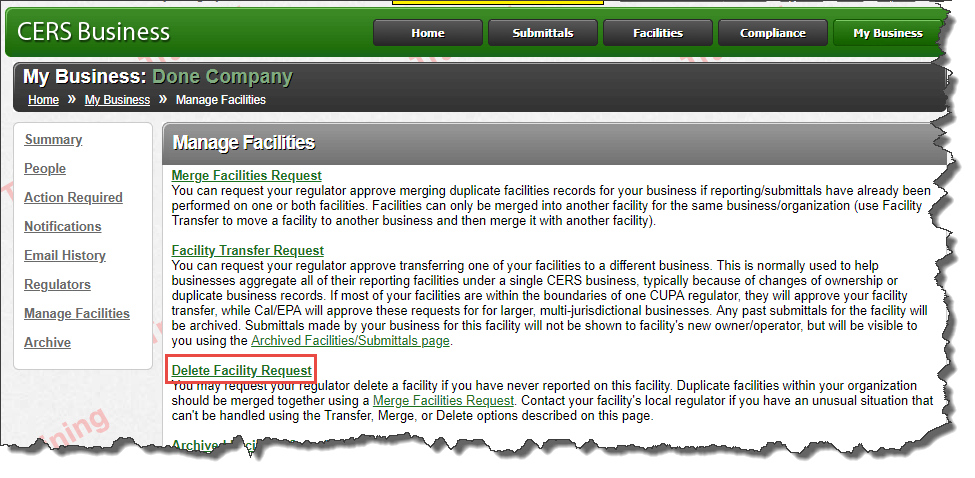 CERS Business
Home
Submittals
Facilities
Compliance
My Business
My Business: Done Company
Home » My Business » Manage Facilities
Summary
People
Action Required
Notifications
Email History
Regulators
Manage Facilities
Archive
Manage Facilities
Merge Facilities Request
You can request your regulator approve merging duplicate facilities records for your business if reporting/submittals have already been
performed on one or both facilities. Facilities can only be merged into another facility for the same business/organization (use Facility
Transfer to move a facility to another business and then merge it with another facility).
Facility Transfer Request
You can request your regulator approve transferring one of your facilities to a different business. This is normally used to help
businesses aggregate all of their reporting facilities under a single CERS business, typically because of changes of ownership or
duplicate business records. If most of your facilities are within the boundaries of one CUPA regulator, they will approve your facility
transfer, while Cal/EPA will approve these requests for for larger, multi-jurisdictional businesses. Any past submittals for the facility will
be archived. Submittals made by your business for this facility will not be shown to facility's new owner/operator, but will be visible to
you using the Archived Facilities/Submittals page.
Delete Facility Request
You may request your regulator delete a facility if you have never reported on this facility. Duplicate facilities within your organization
should be merged together using a Merge Facilities Request. Contact your facility's local regulator if you have an unusual situation that
can't be handled using the Transfer, Merge, or Delete options described on this page.